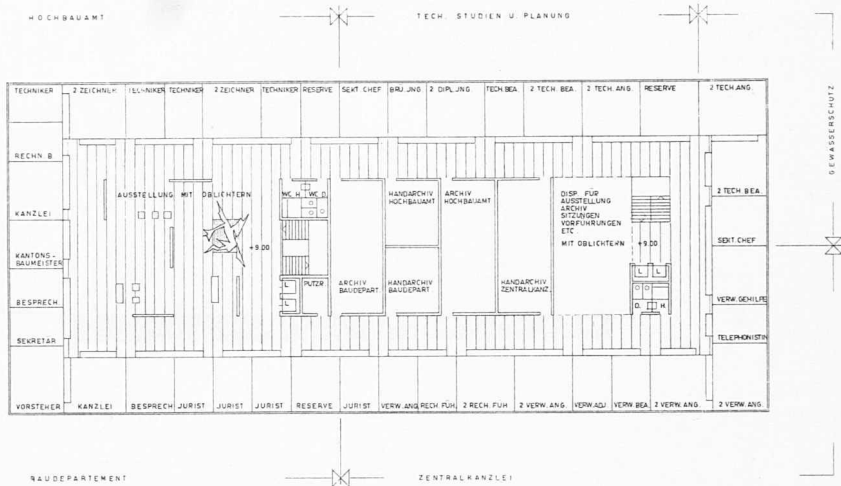 HOCHBAUAMT
TECH. STUDIEN U. PLANUNG
TECHNIKER
2 ZEICHNER
TECHNIKER
TECHNIKER
2 ZEICHNER
TECHNIKER
RESERVE
SEKT. CHEF
BRÜ. JNG.
2 DIPL. JNG.
TECH. BEA.
2 TECH. BEA.
2 TECH. ANG.
RESERVE
2 TECH. ANG.
GEWÄSSERSCHUTZ
RECHN. B.
KANZLEI
KANTONS-
BAUMEISTER
BESPRECH.
SEKRETÄR
AUSSTELLUNG MIT OBLICHTERN
+9.00
WC H.
WC D.
L
L
PUTZR.
HANDARCHIV
HOCHBAUAMT
ARCHIV
HOCHBAUAMT
ARCHIV
BAUDEPART.
HANDARCHIV
BAUDEPART.
HANDARCHIV
ZENTRALKANZ.
DISP. FÜR
AUSSTELLUNG
ARCHIV
SITZUNGEN
VORFÜHRUNGEN
ETC.
MIT OBLICHTERN
+9.00
L
L
D.
H.
2 TECH. BEA.
SEKT. CHEF
VERW. GEHILFE
TELEPHONISTIN
VORSTEHER
KANZLEI
BESPRECH.
JURIST
JURIST
JURIST
RESERVE
JURIST
VERW. ANG.
RECH. FÜH.
2 RECH. FÜH.
2 VERW. ANG.
VERW. ADJ.
VERW. BEA.
2 VERW. ANG.
2 VERW. ANG.
BAUDEPARTEMENT
ZENTRALKANZLEI